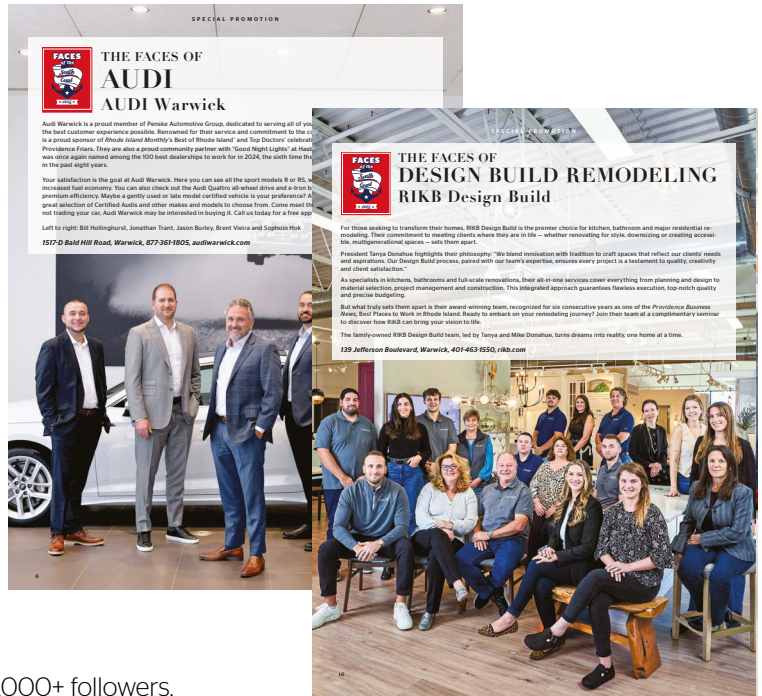 SPECIAL PROMOTION
FACES
of the
South
Coast
2025
THE FACES OF
AUDI
AUDI Warwick
Audi Warwick is a proud member of Penske Automotive Group, dedicated to serving all of you
the best customer experience possible. Renowned for their service and commitment to the co
is a proud sponsor of Rhode Island Monthly's Best of Rhode Island' and Top Doctors' celebrati
Providence Friars. They are also a proud community partner with "Good Night Lights" at Hasb
was once again named among the 100 best dealerships to work for in 2024, the sixth time the
in the past eight years.
Your satisfaction is the goal at Audi Warwick. Here you can see all the sport models R or RS, w
increased fuel economy. You can also check out the Audi Quattro all-wheel drive and e-tron b
premium efficiency. Maybe a gently used or late model certified vehicle is your preference? A
great selection of Certified Audis and other makes and models to choose from. Come meet th
not trading your car, Audi Warwick may be interested in buying it. Call us today for a free app
Left to right: Bill Hollinghurst, Jonathan Trant, Jason Burley, Brent Vieira and Sophoin Hok
1517-D Bald Hill Road, Warwick, 877-361-1805, audiwarwick.com
6
SPECIAL PROMOTION
FACES
of the
South
Coast
2025
THE FACES OF
DESIGN BUILD REMODELING
RIKB Design Build
For those seeking to transform their homes, RIKB Design Build is the premier choice for kitchen, bathroom and major residential re-
modeling. Their commitment to meeting clients where they are in life — whether renovating for style, downsizing or creating accessi-
ble, multigenerational spaces — sets them apart.
President Tanya Donahue highlights their philosophy: "We blend innovation with tradition to craft spaces that reflect our clients' needs
and aspirations. Our Design Build process, paired with our team's expertise, ensures every project is a testament to quality, creativity
and client satisfaction."
As specialists in kitchens, bathrooms and full-scale renovations, their all-in-one services cover everything from planning and design to
material selection, project management and construction. This integrated approach guarantees flawless execution, top-notch quality
and precise budgeting.
But what truly sets them apart is their award-winning team, recognized for six consecutive years as one of the Providence Business
News, Best Places to Work in Rhode Island. Ready to embark on your remodeling journey? Join their team at a complimentary seminar
to discover how RIKB can bring your vision to life.
The family-owned RIKB Design Build team, led by Tanya and Mike Donahue, turns dreams into reality, one home at a time.
139 Jefferson Boulevard, Warwick, 401-463-1550, rikb.com
16
,000+ followers.